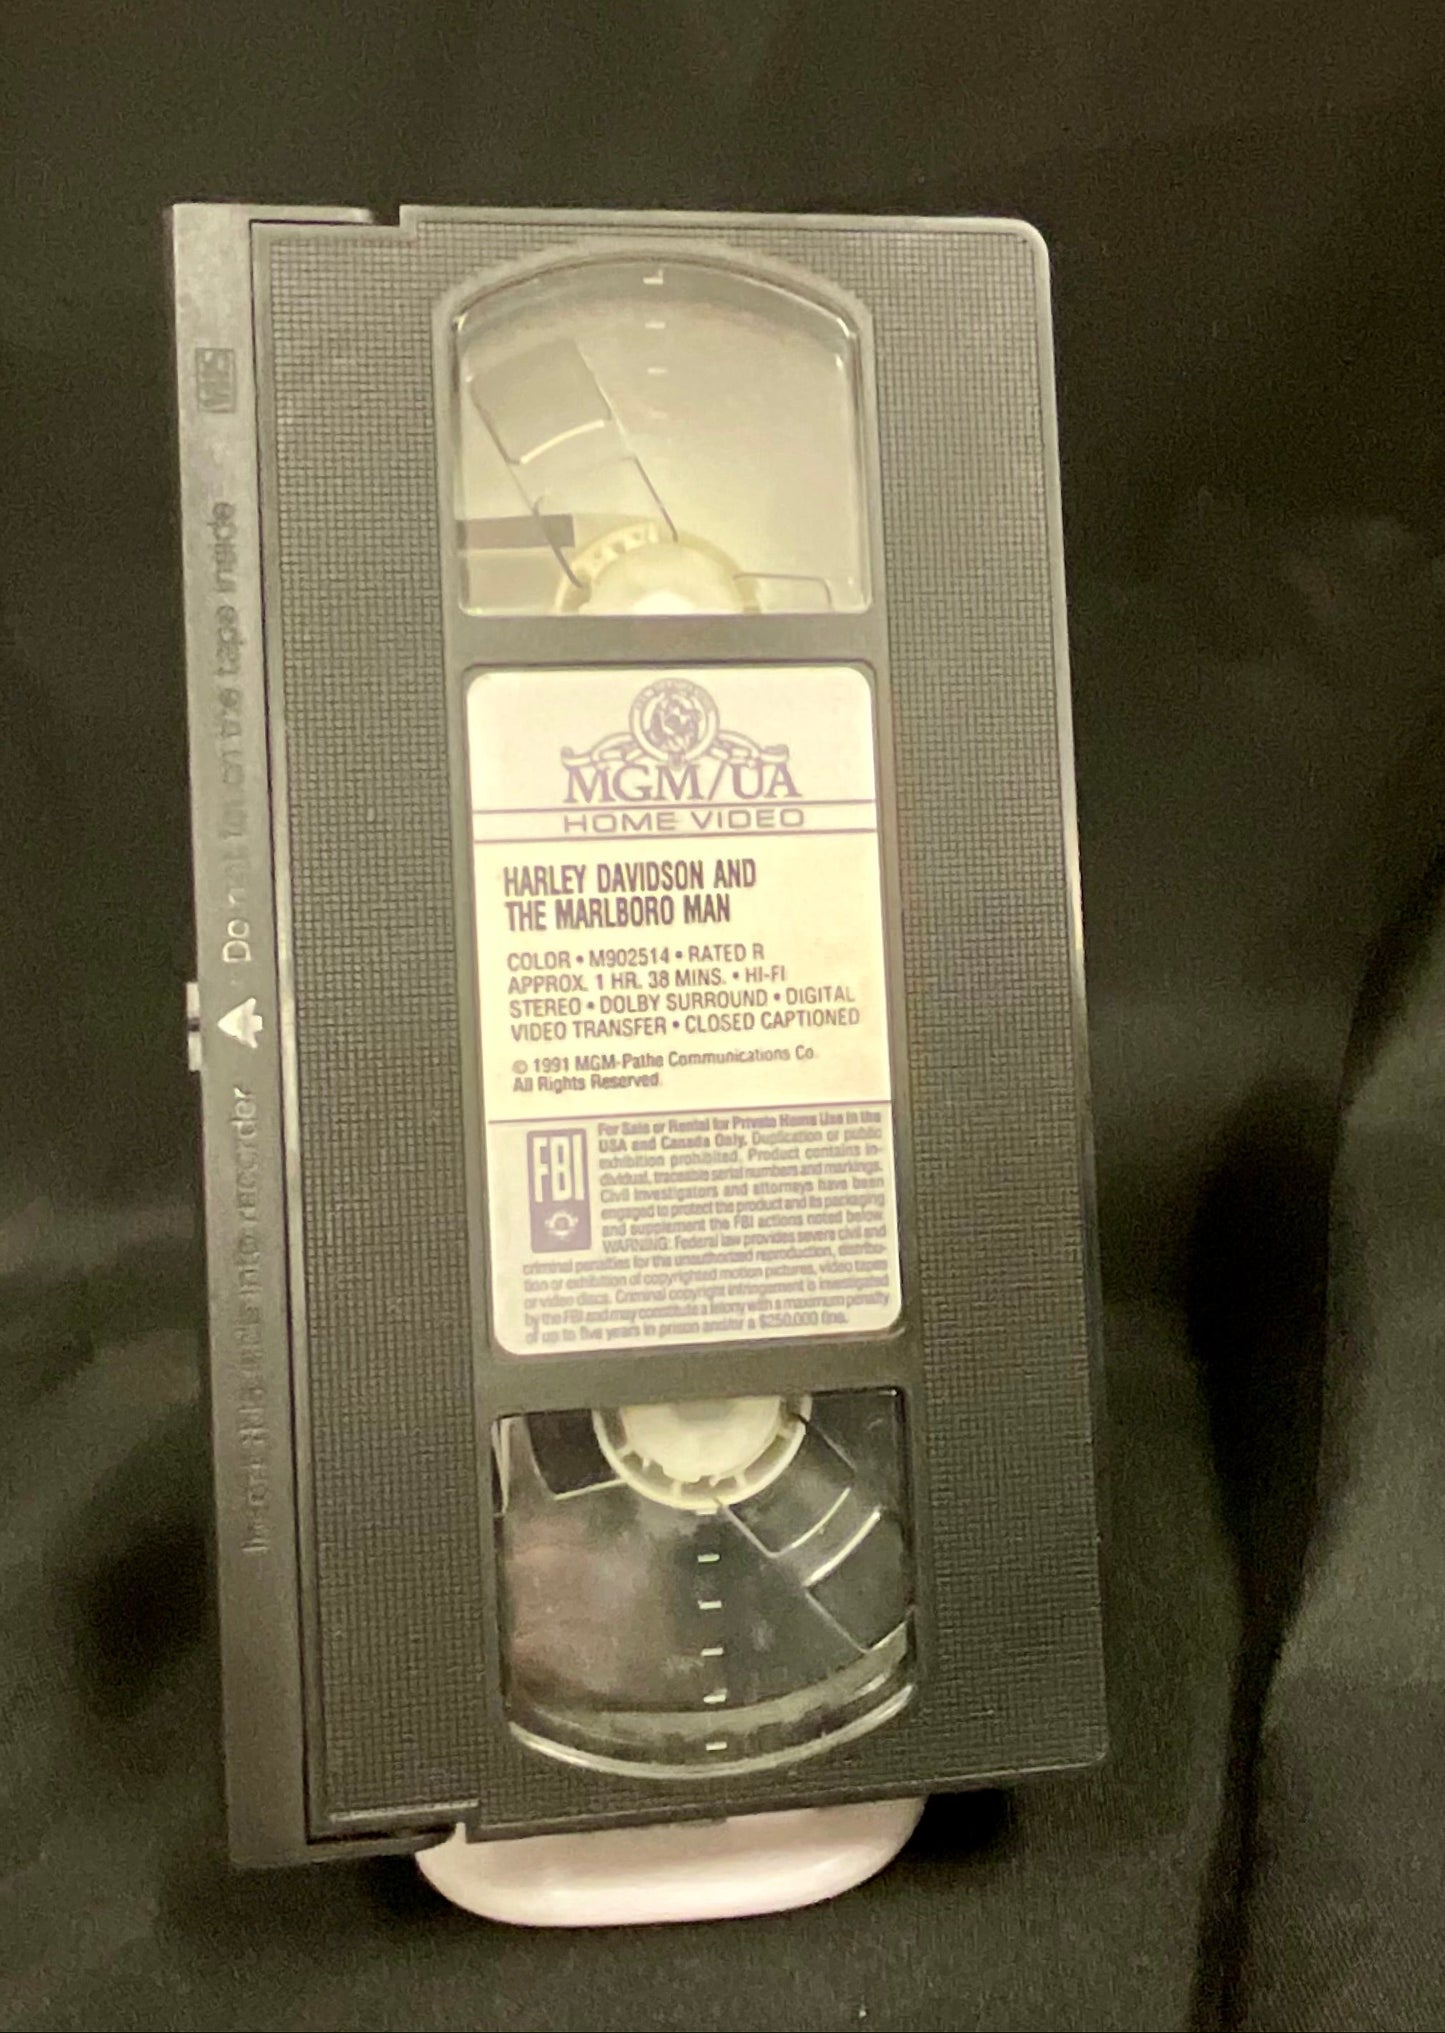 VHS
Do not touch the tape inside
Insert this side into recorder
MGM/UA
HOME VIDEO
HARLEY DAVIDSON AND
THE MARLBORO MAN
COLOR • M902514 • RATED R
APPROX. 1 HR. 38 MINS. • HI-FI
STEREO • DOLBY SURROUND • DIGITAL
VIDEO TRANSFER • CLOSED CAPTIONED
© 1991 MGM-Pathe Communications Co.
All Rights Reserved.
FBI
For Sale or Rental for Private Home Use in the
USA and Canada Only. Duplication or public
exhibition prohibited. Product contains in-
dividual, traceable serial numbers and markings.
Civil Investigators and attorneys have been
engaged to protect the product and its packaging
and supplement the FBI actions noted below.
WARNING: Federal law provides severe civil and
criminal penalties for the unauthorized reproduction, distribu-
tion or exhibition of copyrighted motion pictures, video tapes
or video discs. Criminal copyright infringement is investigated
by the FBI and may constitute a felony with a maximum penalty
of up to five years in prison and/or a $250,000 fine.